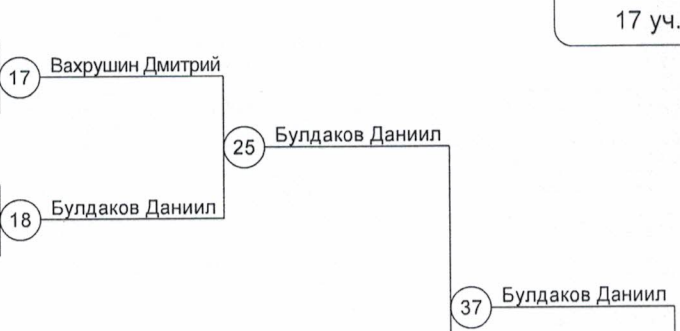 17 уч.
17
Вахрушин Дмитрий
25
Булдаков Даниил
18
Булдаков Даниил
37
Булдаков Даниил